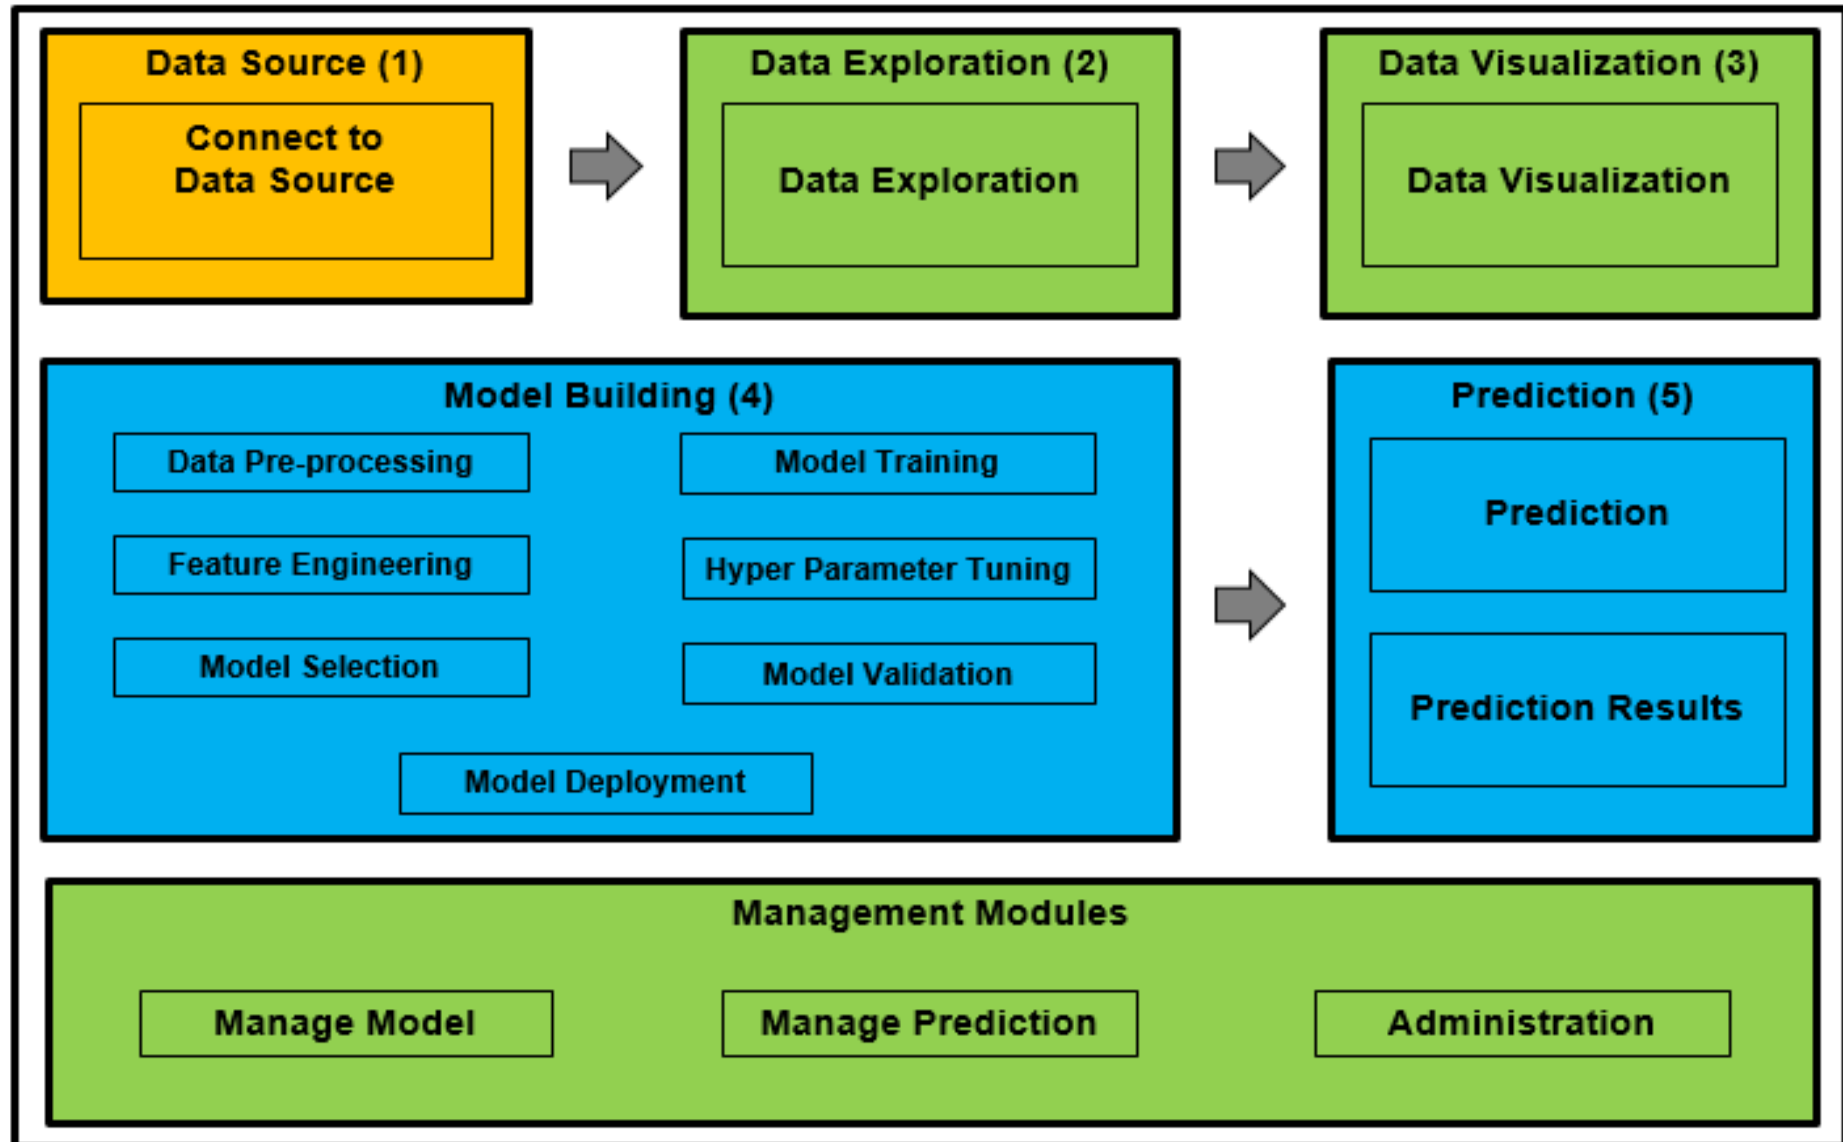 Data Source (1)
Connect to
Data Source
Data Exploration (2)
Data Exploration
Data Visualization (3)
Data Visualization
Model Building (4)
Data Pre-processing
Model Training
Feature Engineering
Hyper Parameter Tuning
Model Selection
Model Validation
Model Deployment
Prediction (5)
Prediction
Prediction Results
Management Modules
Manage Model
Manage Prediction
Administration